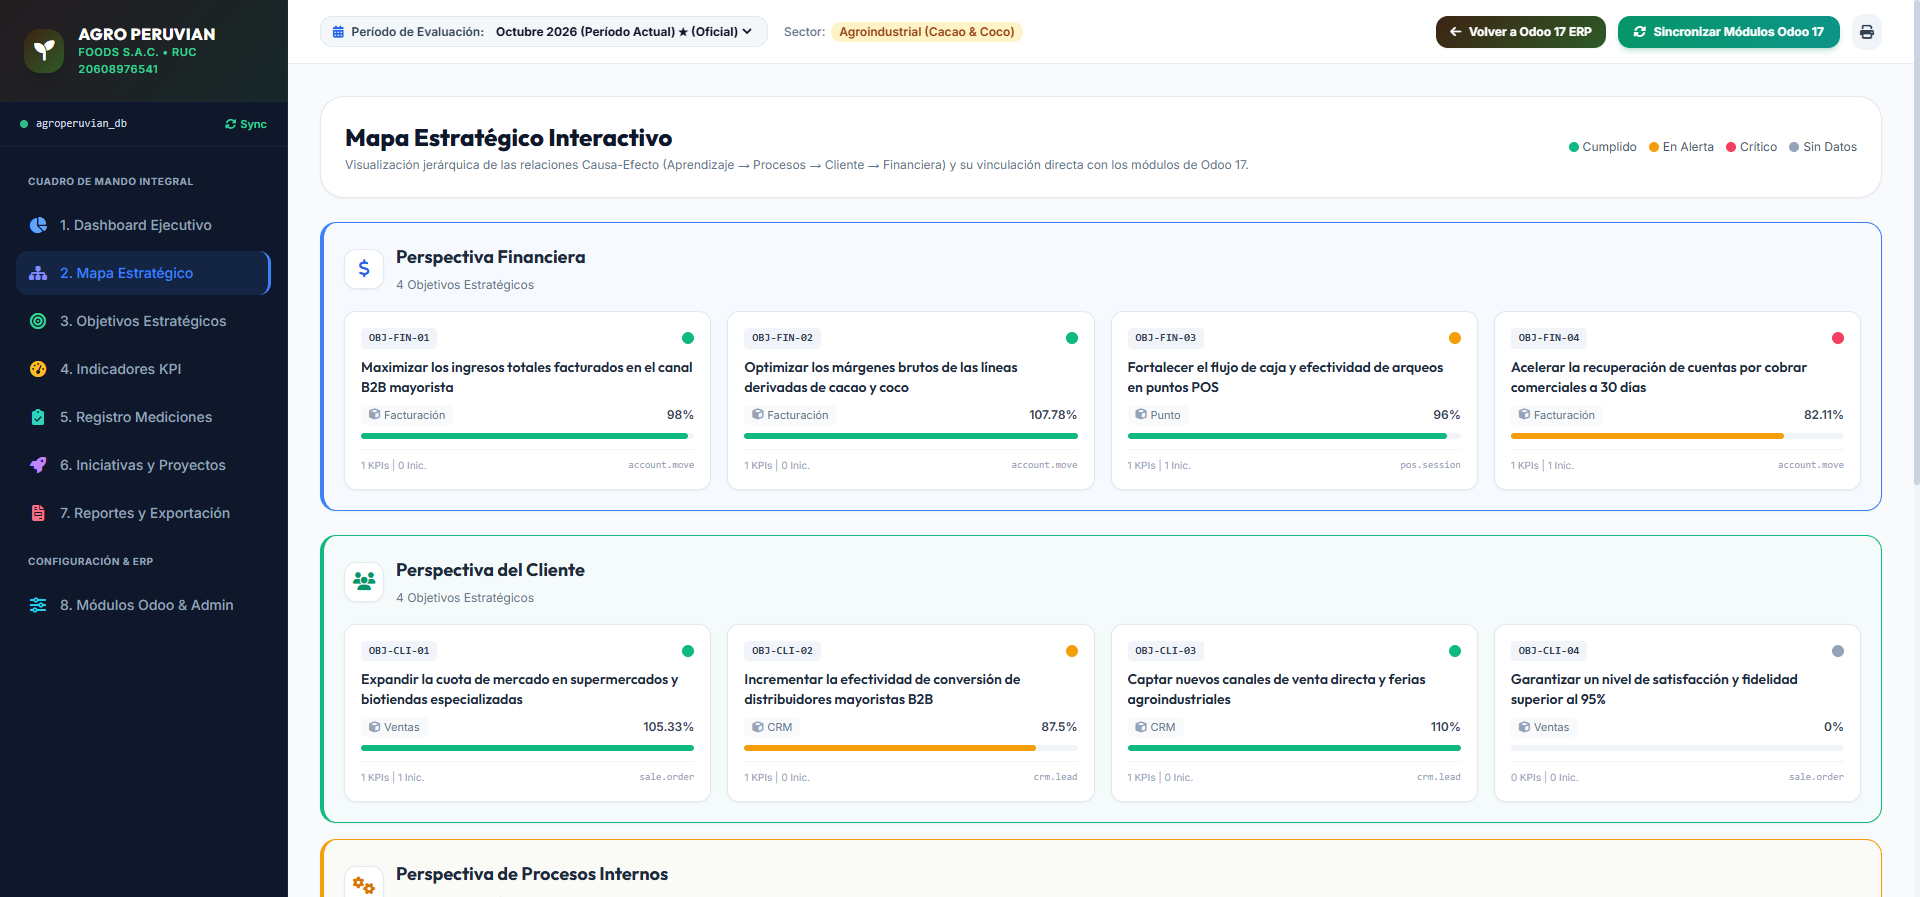 AGRO PERUVIAN
FOODS S.A.C. • RUC
20608976541
agroperuvian_db
Sync
CUADRO DE MANDO INTEGRAL
1. Dashboard Ejecutivo
2. Mapa Estratégico
3. Objetivos Estratégicos
4. Indicadores KPI
5. Registro Mediciones
6. Iniciativas y Proyectos
7. Reportes y Exportación
CONFIGURACIÓN & ERP
8. Módulos Odoo & Admin
Período de Evaluación: Octubre 2026 (Período Actual) ★ (Oficial)
Sector: Agroindustrial (Cacao & Coco)
← Volver a Odoo 17 ERP
Sincronizar Módulos Odoo 17
Mapa Estratégico Interactivo
Visualización jerárquica de las relaciones Causa-Efecto (Aprendizaje → Procesos → Cliente → Financiera) y su vinculación directa con los módulos de Odoo 17.
Cumplido En Alerta Crítico Sin Datos
Perspectiva Financiera
4 Objetivos Estratégicos
OBJ-FIN-01
Maximizar los ingresos totales facturados en el canal
B2B mayorista
Facturación 98%
1 KPIs | 0 Inic. account.move
OBJ-FIN-02
Optimizar los márgenes brutos de las líneas
derivadas de cacao y coco
Facturación 107.78%
1 KPIs | 0 Inic. account.move
OBJ-FIN-03
Fortalecer el flujo de caja y efectividad de arqueos
en puntos POS
Punto 96%
1 KPIs | 1 Inic. pos.session
OBJ-FIN-04
Acelerar la recuperación de cuentas por cobrar
comerciales a 30 días
Facturación 82.11%
1 KPIs | 1 Inic. account.move
Perspectiva del Cliente
4 Objetivos Estratégicos
OBJ-CLI-01
Expandir la cuota de mercado en supermercados y
biotiendas especializadas
Ventas 105.33%
1 KPIs | 1 Inic. sale.order
OBJ-CLI-02
Incrementar la efectividad de conversión de
distribuidores mayoristas B2B
CRM 87.5%
1 KPIs | 0 Inic. crm.lead
OBJ-CLI-03
Captar nuevos canales de venta directa y ferias
agroindustriales
CRM 110%
1 KPIs | 0 Inic. crm.lead
OBJ-CLI-04
Garantizar un nivel de satisfacción y fidelidad
superior al 95%
Ventas 0%
0 KPIs | 0 Inic. sale.order
Perspectiva de Procesos Internos